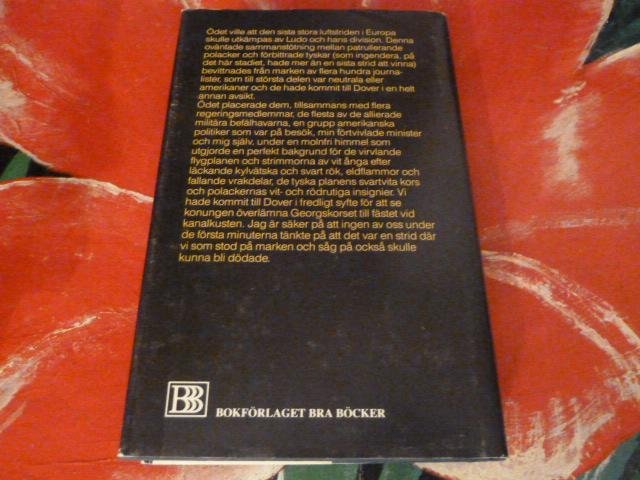 Ödet ville att den sista stora luftstriden i Europa
skulle utkämpas av Ludo och hans division. Denna
oväntade sammanstötning mellan patrullerande
polacker och förbittrade tyskar (som ingendera, på
det här stadiet, hade mer än en sista strid att vinna)
bevittnades från marken av flera hundra journa-
lister, som till största delen var neutrala eller
amerikaner och de hade kommit till Dover i en helt
annan avsikt.
Ödet placerade dem, tillsammans med flera
regeringsmedlemmar, de flesta av de allierade
militära befälhavarna, en grupp amerikanska
politiker som var på besök, min förtvivlade minister
och mig själv, under en molnfri himmel som
utgjorde en perfekt bakgrund för de virvlande
flygplanen och strimmorna av vit ånga efter
läckande kylvätska och svart rök, eldflammor och
fallande vrakdelar, de tyska planens svartvita kors
och polackernas vit- och rödrutiga insignier. Vi
hade kommit till Dover i fredligt syfte för att se
konungen överlämna Georgskorset till fästet vid
kanalkusten. Jag är säker på att ingen av oss under
de första minuterna tänkte på att det var en strid där
vi som stod på marken och såg på också skulle
kunna bli dödade.
BBB
BOKFÖRLAGET BRA BÖCKER